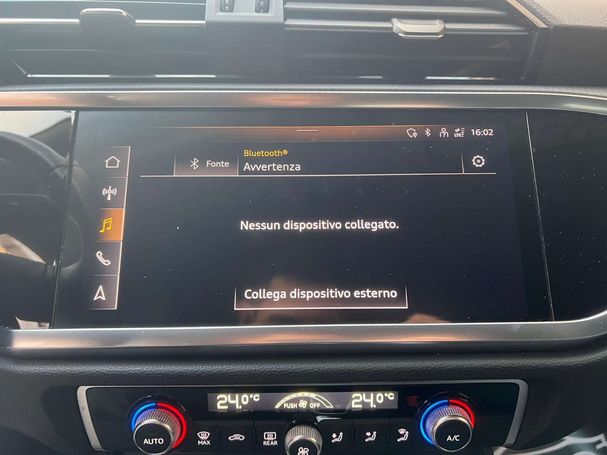 16:02
Fonte
Bluetooth®
Avvertenza
Nessun dispositivo collegato.
Collega dispositivo esterno
24.0°C
PUSH OFF
24.0°C
AUTO
MAX
REAR
A/C